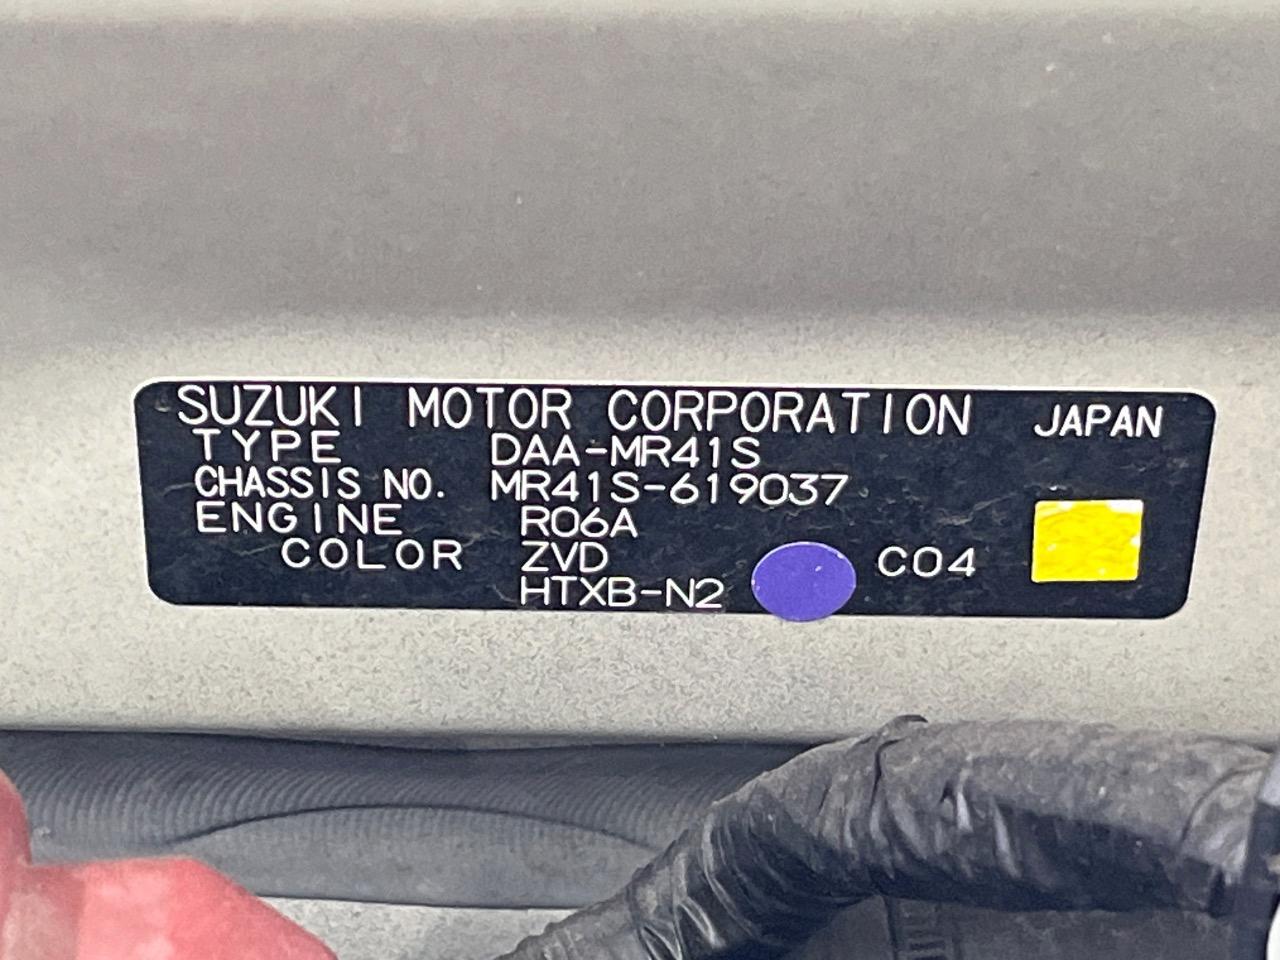 SUZUKI MOTOR CORPORATION JAPAN
TYPE DAA-MR41S
CHASSIS NO. MR41S-619037
ENGINE R06A
COLOR ZVD C04
HTXB-N2